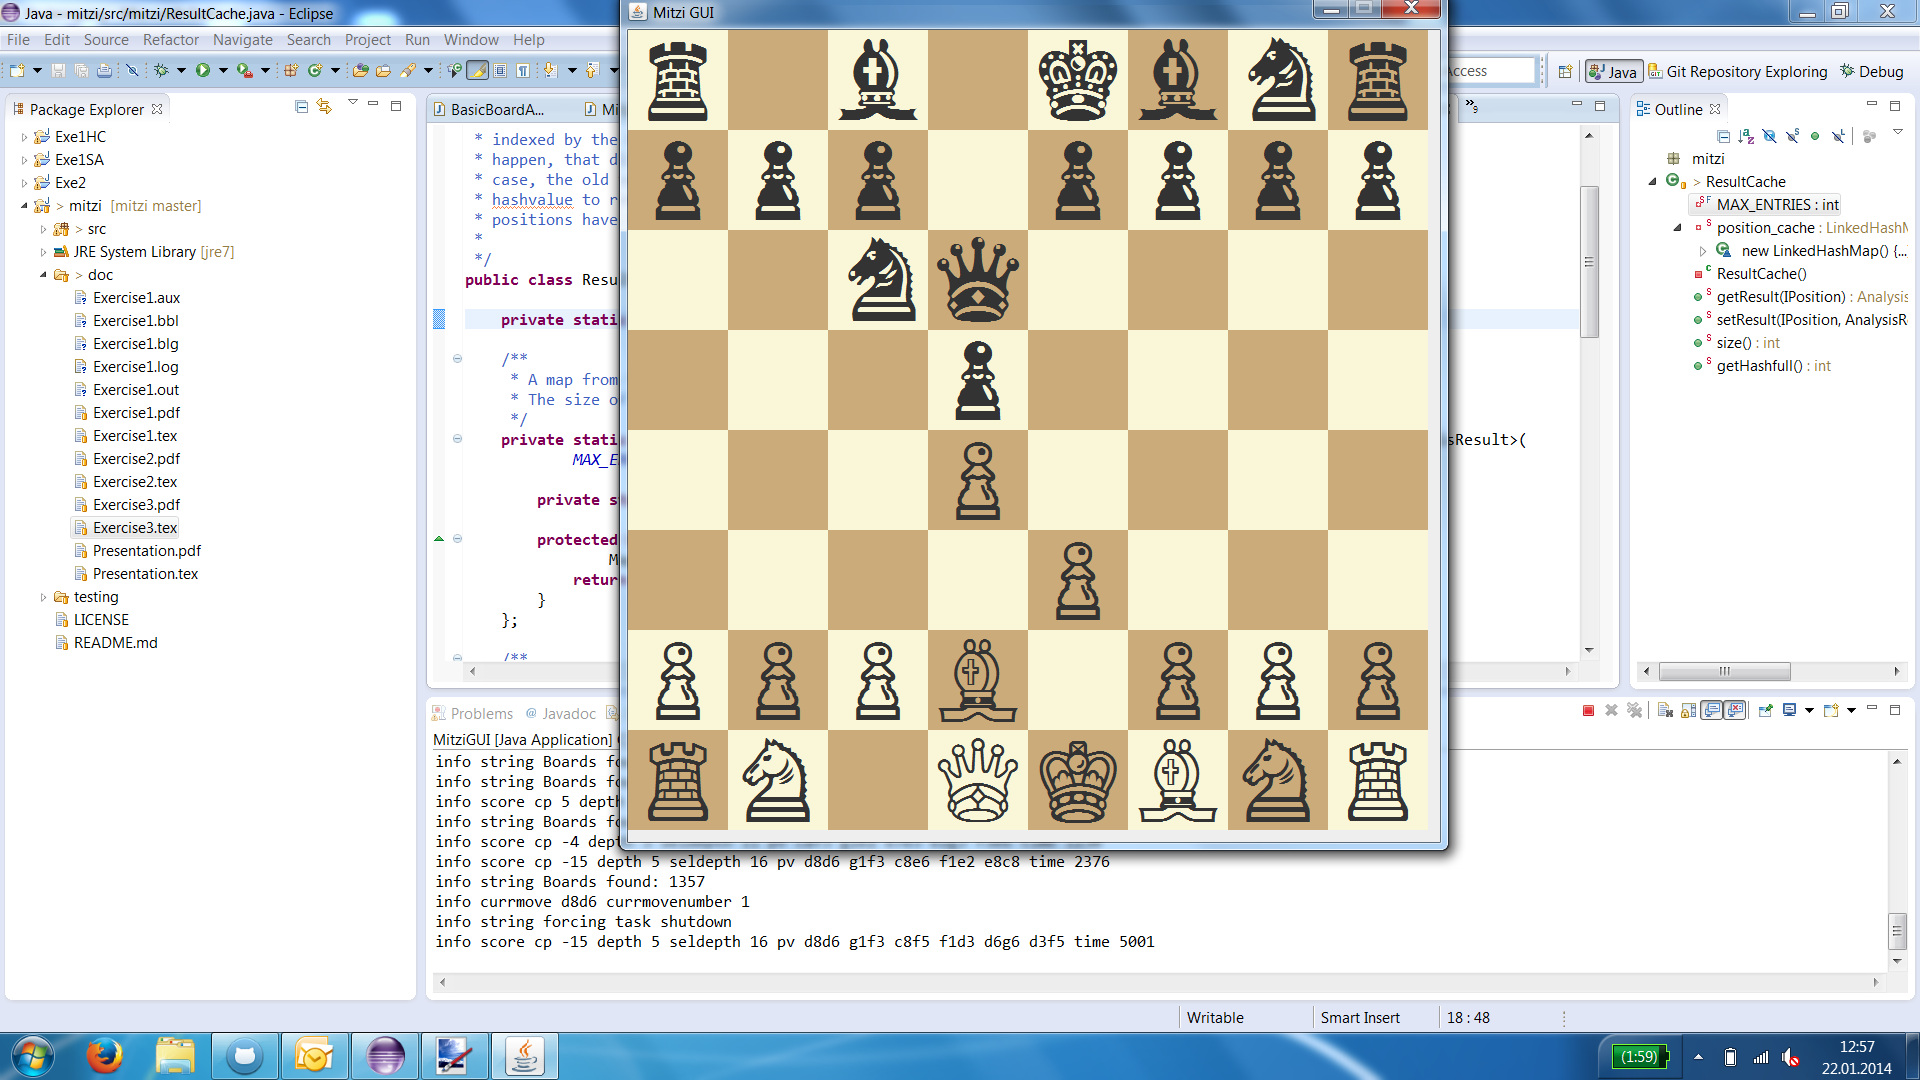 Java - mitzi/src/mitzi/ResultCache.java - Eclipse
Mitzi GUI
File Edit Source Refactor Navigate Search Project Run Window Help
Java
Git Repository Exploring
Debug
Package Explorer
Exe1HC
Exe1SA
Exe2
> mitzi [mitzi master]
> src
JRE System Library [jre7]
> doc
Exercise1.aux
Exercise1.bbl
Exercise1.blg
Exercise1.log
Exercise1.out
Exercise1.pdf
Exercise1.tex
Exercise2.pdf
Exercise2.tex
Exercise3.pdf
Exercise3.tex
Presentation.pdf
Presentation.tex
testing
LICENSE
README.md
BasicBoardA...
* indexed by the
* happen, that d
* case, the old
* hashvalue to r
* positions have
*
*/
public class Resu
private stati
/**
* A map from
* The size o
*/
private stati
sResult>(
MAX_E
private s
protected
M
retur
}
};
/**
Outline
mitzi
> ResultCache
MAX_ENTRIES : int
position_cache : LinkedHashM
new LinkedHashMap() {...
ResultCache()
getResult(IPosition) : Analysis
setResult(IPosition, AnalysisR
size() : int
getHashfull() : int
Problems @ Javadoc
MitziGUI [Java Application]
info string Boards fo
info string Boards fo
info score cp 5 depth
info string Boards fo
info score cp -4 dept
info score cp -15 depth 5 seldepth 16 pv d8d6 g1f3 c8e6 f1e2 e8c8 time 2376
info string Boards found: 1357
info currmove d8d6 currmovenumber 1
info string forcing task shutdown
info score cp -15 depth 5 seldepth 16 pv d8d6 g1f3 c8f5 f1d3 d6g6 d3f5 time 5001
Writable
Smart Insert
18 : 48
(1:59)
12:57
22.01.2014